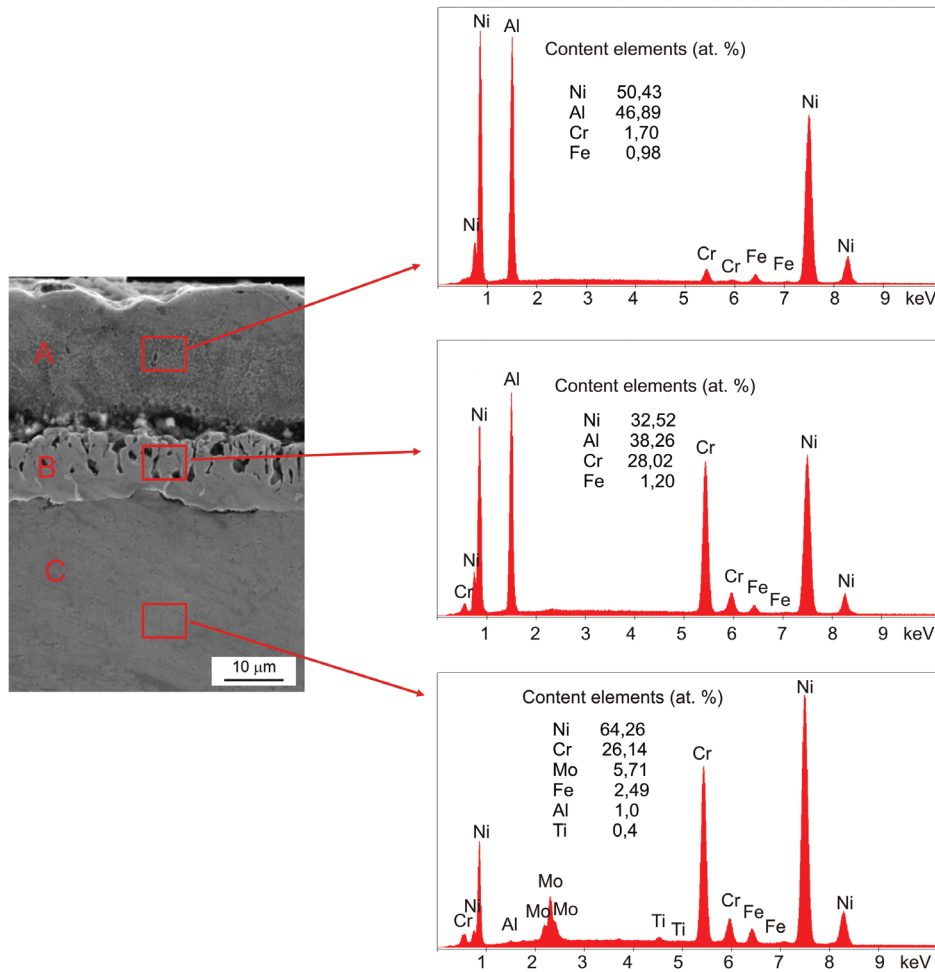 A
B
C
10 μm
Ni
Al
Content elements (at. %)
Ni 50,43
Al 46,89
Cr 1,70
Fe 0,98
Ni
Ni
Cr
Cr
Fe
Fe
Ni
1 2 3 4 5 6 7 8 9 keV
Al
Content elements (at. %)
Ni 32,52
Al 38,26
Cr 28,02
Fe 1,20
Ni
Cr
Ni
Ni
Cr
Cr
Fe
Fe
Ni
1 2 3 4 5 6 7 8 9 keV
Content elements (at. %)
Ni 64,26
Cr 26,14
Mo 5,71
Fe 2,49
Al 1,0
Ti 0,4
Ni
Cr
Ni
Mo
Ni
Cr
Al
Mo
Mo
Ti
Ti
Cr
Fe
Fe
Ni
1 2 3 4 5 6 7 8 9 keV